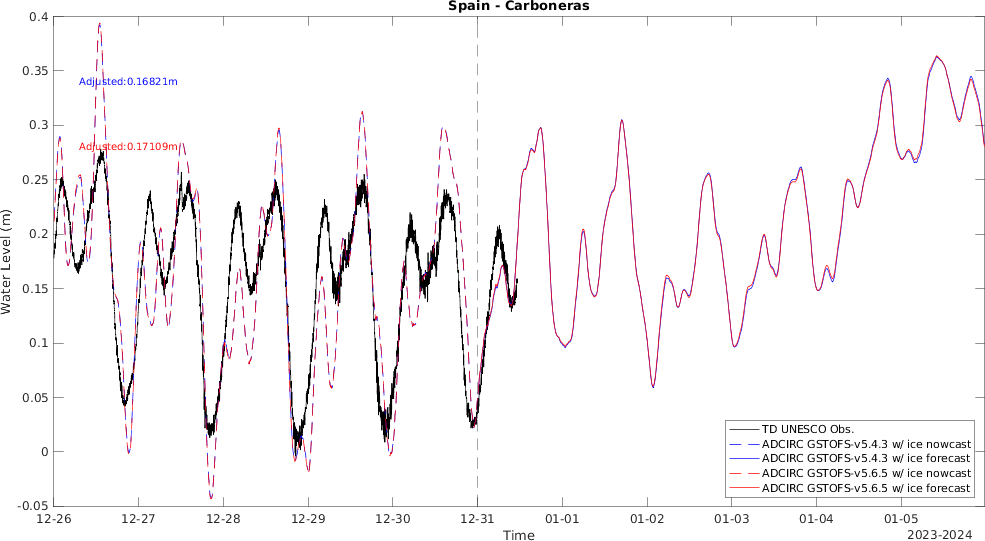 Spain - Carboneras
0.4
0.35
0.3
0.25
0.2
0.15
0.1
0.05
0
-0.05
Water Level (m)
Adjusted:0.16821m
Adjusted:0.17109m
TD UNESCO Obs.
ADCIRC GSTOFS-v5.4.3 w/ ice nowcast
ADCIRC GSTOFS-v5.4.3 w/ ice forecast
ADCIRC GSTOFS-v5.6.5 w/ ice nowcast
ADCIRC GSTOFS-v5.6.5 w/ ice forecast
12-26 12-27 12-28 12-29 12-30 12-31 01-01 01-02 01-03 01-04 01-05
Time
2023-2024